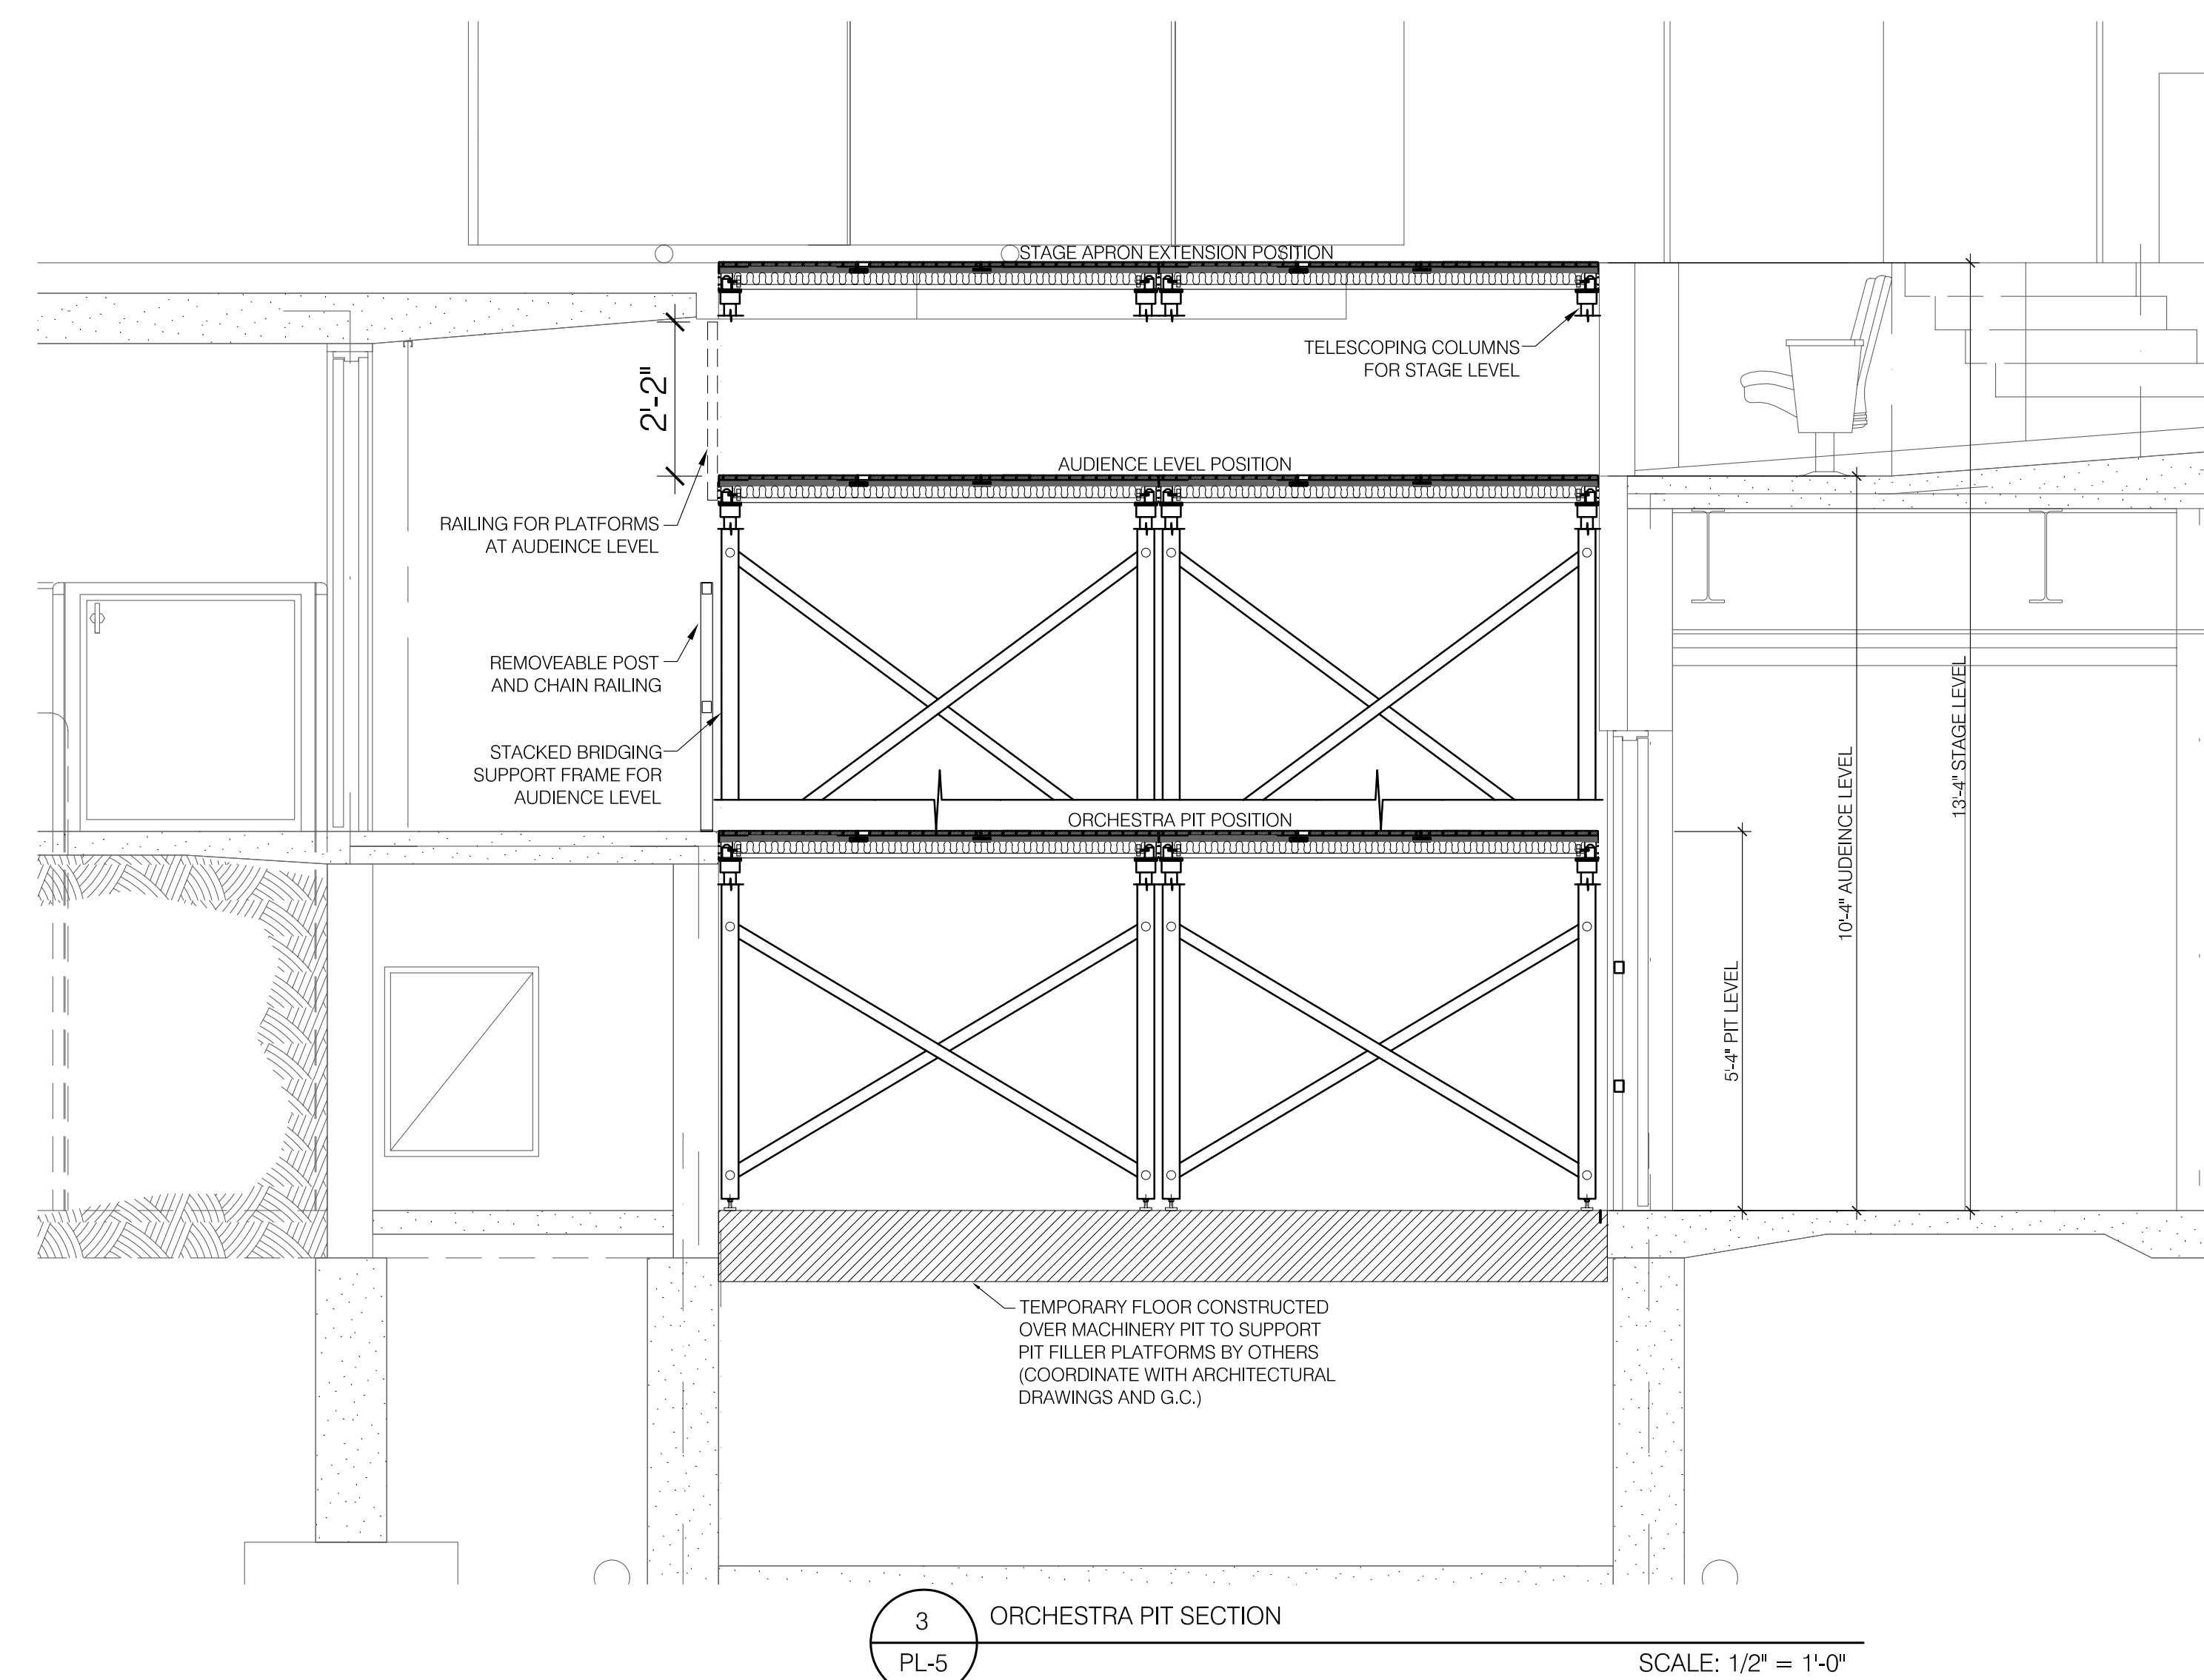 STAGE APRON EXTENSION POSITION
TELESCOPING COLUMNS
FOR STAGE LEVEL
2'-2"
AUDIENCE LEVEL POSITION
RAILING FOR PLATFORMS
AT AUDEINCE LEVEL
REMOVEABLE POST
AND CHAIN RAILING
STACKED BRIDGING
SUPPORT FRAME FOR
AUDIENCE LEVEL
ORCHESTRA PIT POSITION
5'-4" PIT LEVEL
10'-4" AUDEINCE LEVEL
13'-4" STAGE LEVEL
TEMPORARY FLOOR CONSTRUCTED
OVER MACHINERY PIT TO SUPPORT
PIT FILLER PLATFORMS BY OTHERS
(COORDINATE WITH ARCHITECTURAL
DRAWINGS AND G.C.)
3
ORCHESTRA PIT SECTION
PL-5
SCALE: 1/2" = 1'-0"